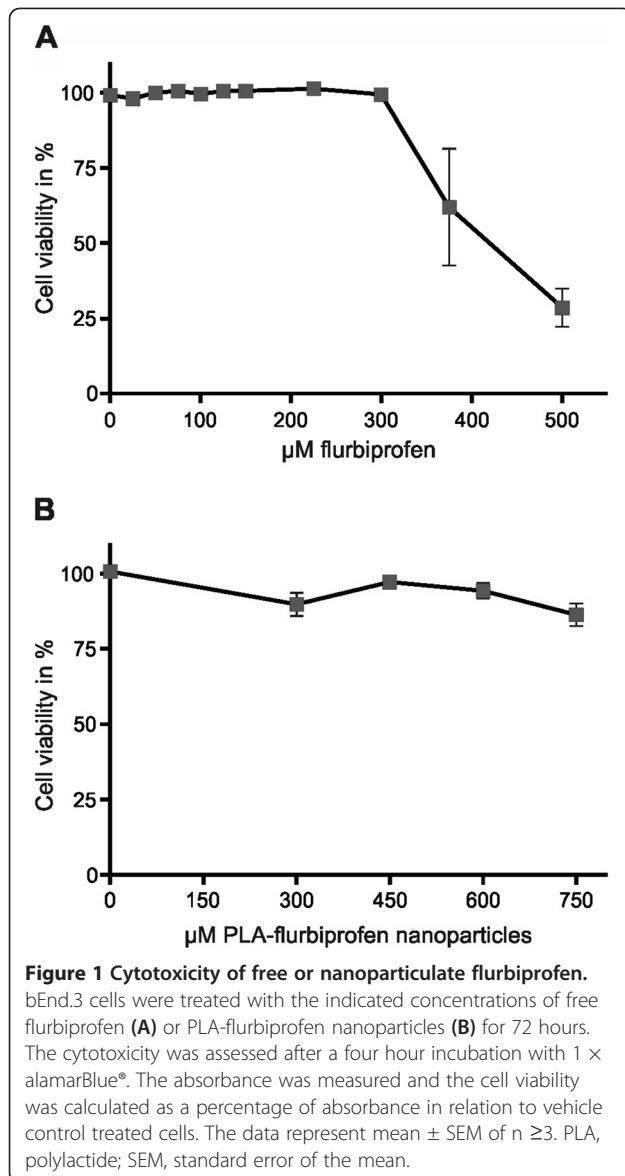 A
100
75
50
25
0
Cell viability in %
0 100 200 300 400 500
µM flurbiprofen
B
100
75
50
25
0
Cell viability in %
0 150 300 450 600 750
µM PLA-flurbiprofen nanoparticles
Figure 1 Cytotoxicity of free or nanoparticulate flurbiprofen.
bEnd.3 cells were treated with the indicated concentrations of free
flurbiprofen (A) or PLA-flurbiprofen nanoparticles (B) for 72 hours.
The cytotoxicity was assessed after a four hour incubation with 1 ×
alamarBlue®. The absorbance was measured and the cell viability
was calculated as a percentage of absorbance in relation to vehicle
control treated cells. The data represent mean ± SEM of n ≥3. PLA,
polylactide; SEM, standard error of the mean.